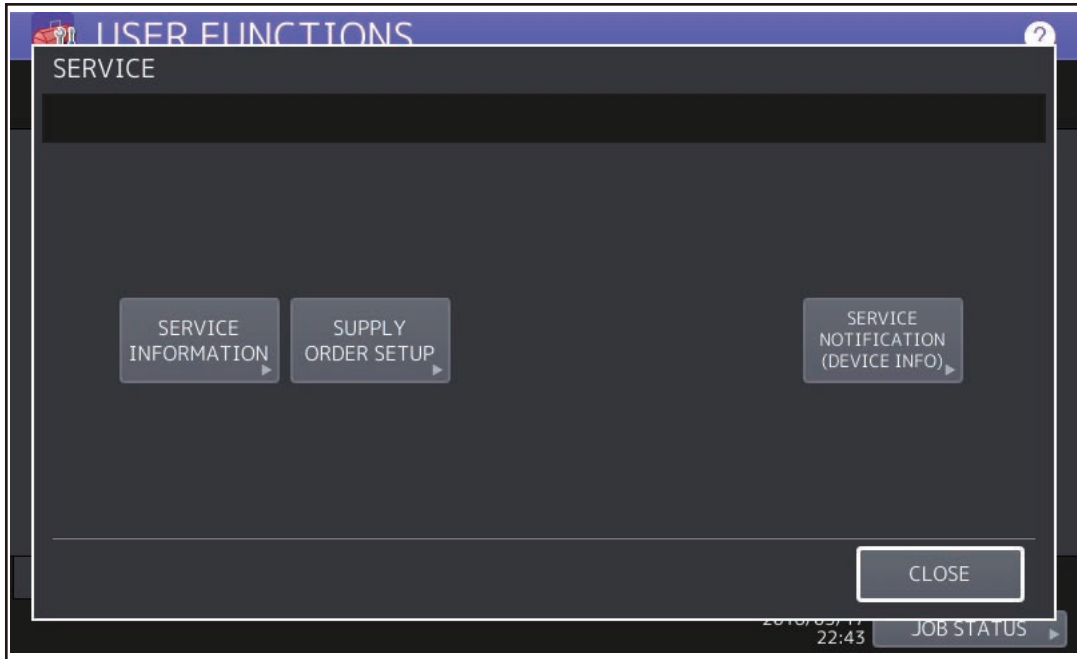 USER FUNCTIONS
?
SERVICE
SERVICE
INFORMATION
SUPPLY
ORDER SETUP
SERVICE
NOTIFICATION
(DEVICE INFO)
CLOSE
22:43
JOB STATUS